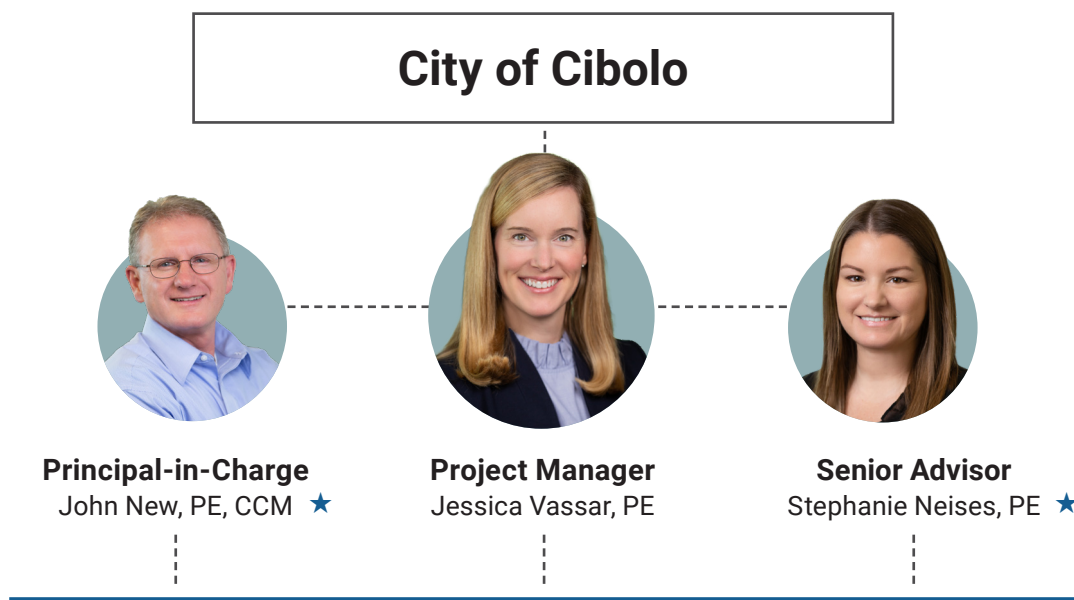 City of Cibolo
Principal-in-Charge
John New, PE, CCM ★
Project Manager
Jessica Vassar, PE
Senior Advisor
Stephanie Neises, PE ★